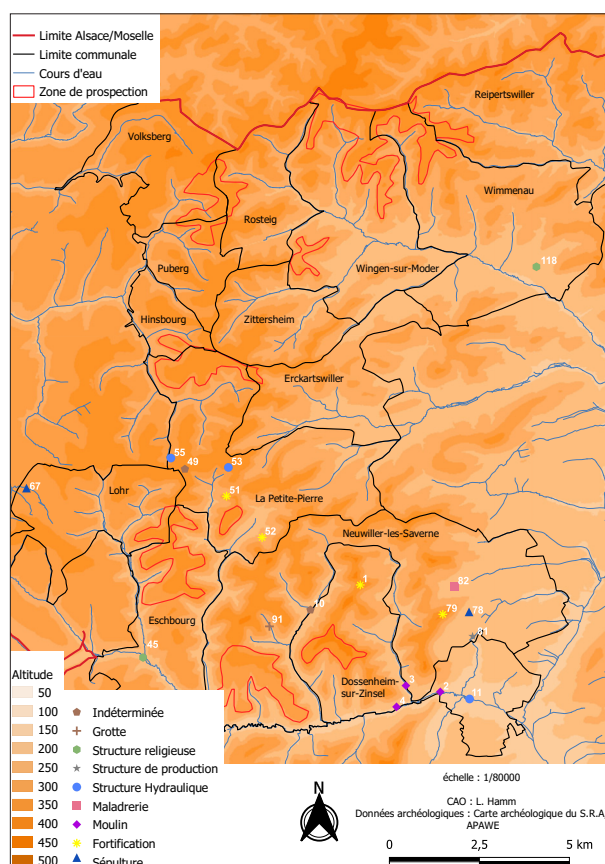 Limite Alsace/Moselle
Limite communale
Cours d'eau
Zone de prospection
Reipertswiller
Volksberg
Wimmenau
Rosteig
118
Puberg
Wingen-sur-Moder
Hinsbourg
Zittersheim
Erckartswiller
55
49
53
67
Lohr
51
La Petite-Pierre
52
Neuwiller-les-Saverne
1
82
79
78
91
Eschbourg
45
Dossenheim-
sur-Zinsel
3
2
11
Altitude
50
100
150
200
250
300
350
400
450
500
Indéterminée
Grotte
Structure religieuse
Structure de production
Structure Hydraulique
Maladrerie
Moulin
Fortification
Sépulture
N
échelle : 1/80000
CAO : L. Hamm
Données archéologiques : Carte archéologique du S.R.A,
APAWE
0
2,5
5 km